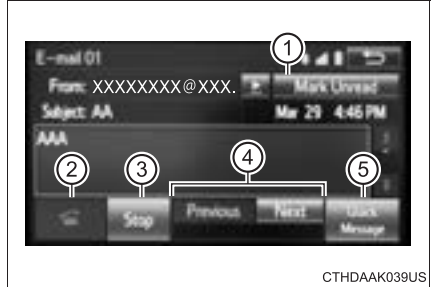 1
E-mail 01
From: XXXXXXXX@XXX. Mark Unread
Subject: AA Mar 29 4:46 PM
AAA
2 3 4 5
Stop Previous Next Quick Message
CTHDAAK039US